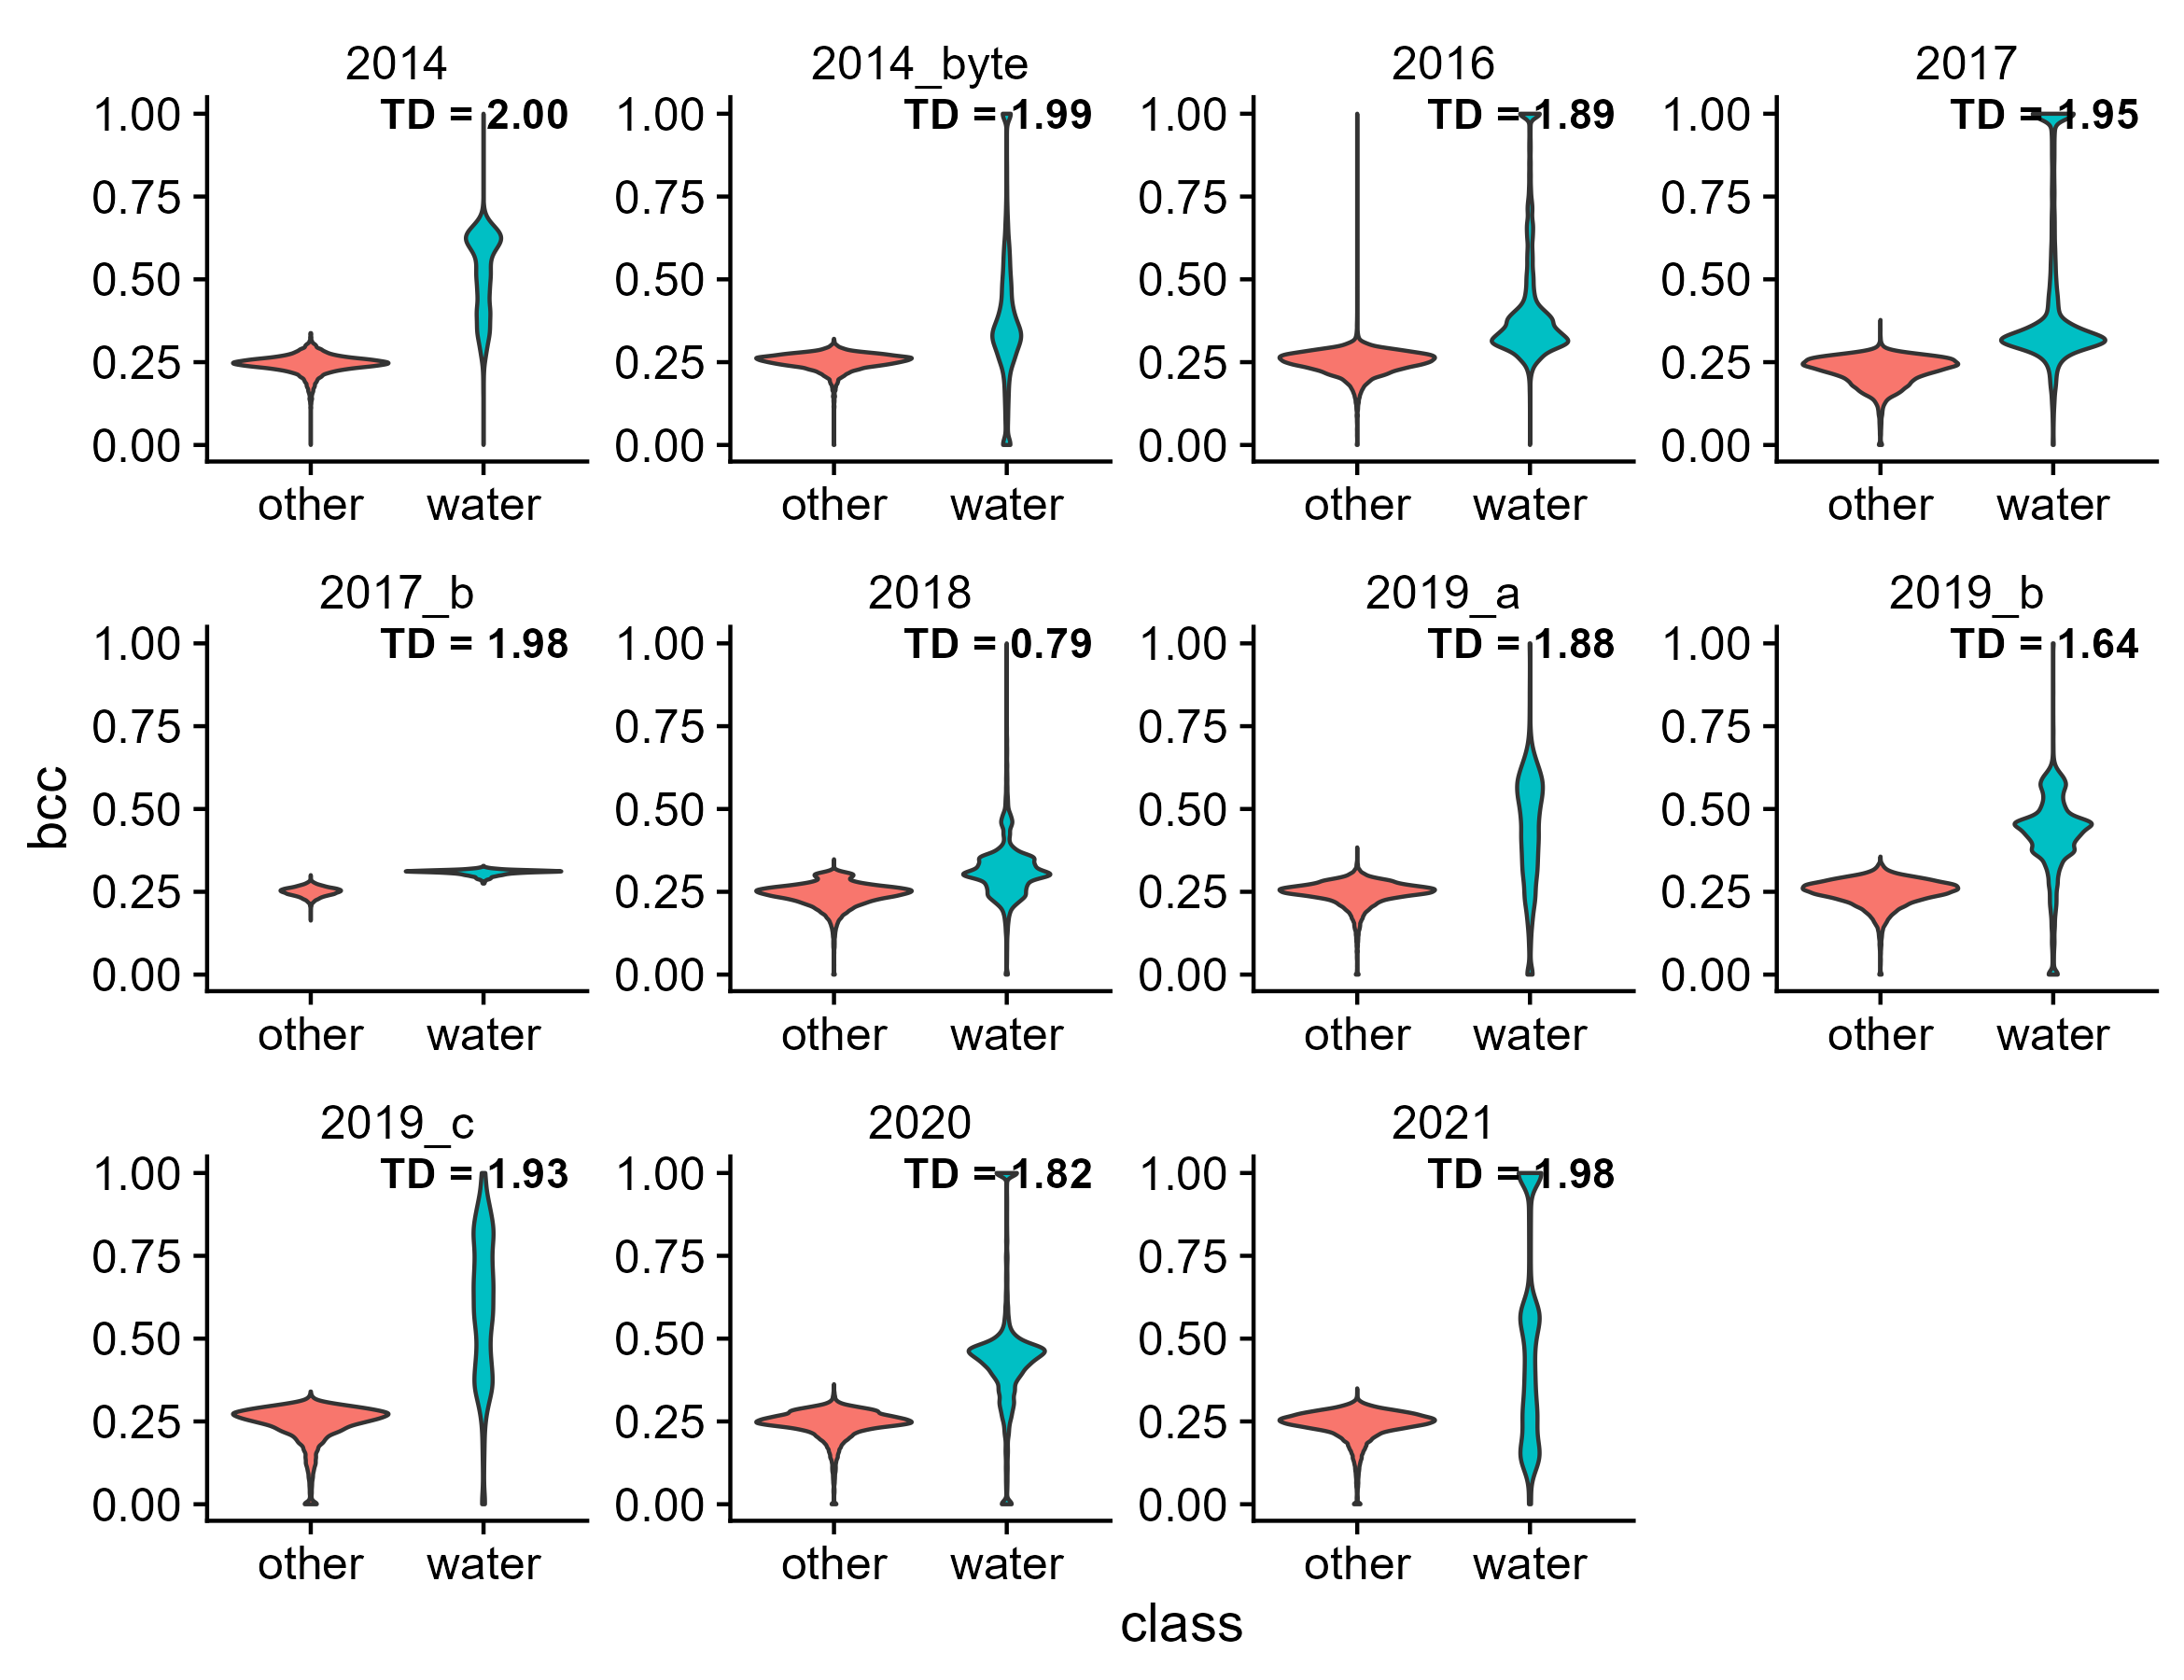 2014 2014_byte 2016 2017
TD = 2.00 TD = 1.99 TD = 1.89 TD = 1.95
1.00 1.00 1.00 1.00
0.75 0.75 0.75 0.75
0.50 0.50 0.50 0.50
0.25 0.25 0.25 0.25
0.00 0.00 0.00 0.00
other water other water other water other water
2017_b 2018 2019_a 2019_b
TD = 1.98 TD = 0.79 TD = 1.88 TD = 1.64
1.00 1.00 1.00 1.00
0.75 0.75 0.75 0.75
bcc
0.50 0.50 0.50 0.50
0.25 0.25 0.25 0.25
0.00 0.00 0.00 0.00
other water other water other water other water
2019_c 2020 2021
TD = 1.93 TD = 1.82 TD = 1.98
1.00 1.00 1.00
0.75 0.75 0.75
0.50 0.50 0.50
0.25 0.25 0.25
0.00 0.00 0.00
other water other water other water
class